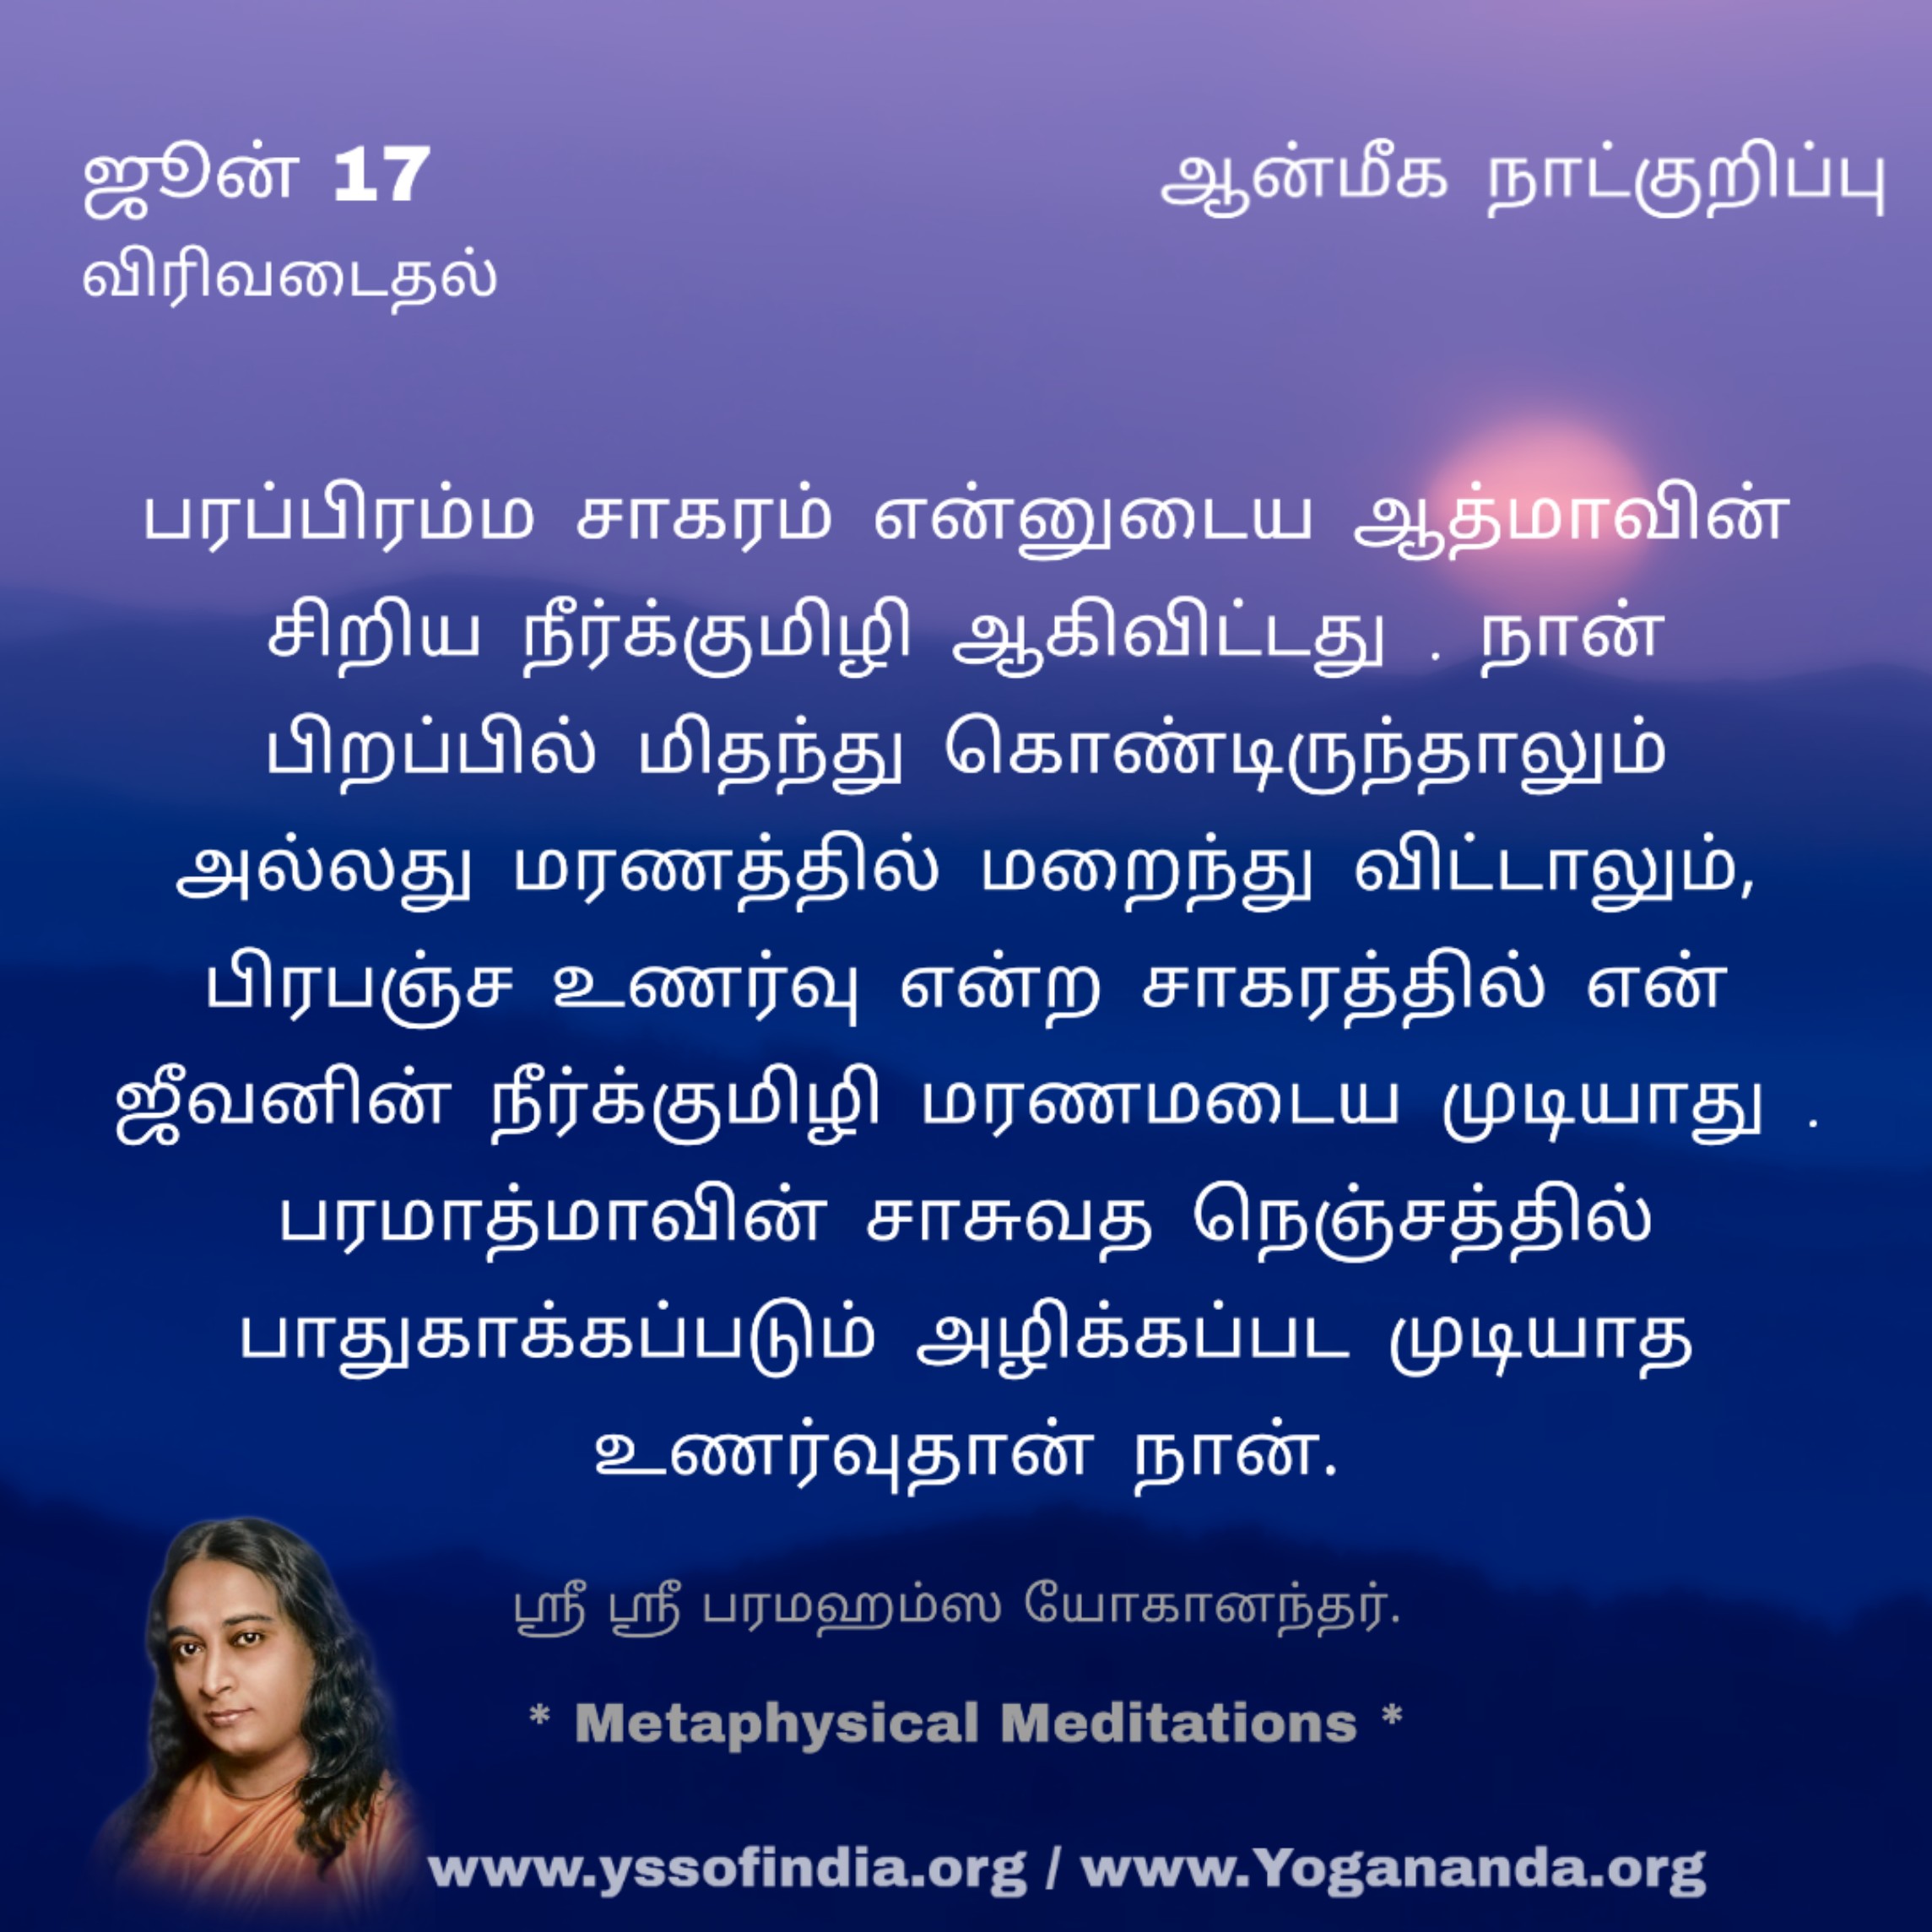 ஜூன் 17
ஆன்மீக நாட்குறிப்பு
விரிவடைதல்
பரப்பிரம்ம சாகரம் என்னுடைய ஆத்மாவின்
சிறிய நீர்க்குமிழி ஆகிவிட்டது . நான்
பிறப்பில் மிதந்து கொண்டிருந்தாலும்
அல்லது மரணத்தில் மறைந்து விட்டாலும்,
பிரபஞ்ச உணர்வு என்ற சாகரத்தில் என்
ஜீவனின் நீர்க்குமிழி மரணமடைய முடியாது .
பரமாத்மாவின் சாசுவத நெஞ்சத்தில்
பாதுகாக்கப்படும் அழிக்கப்பட முடியாத
உணர்வுதான் நான்.
ஸ்ரீ ஸ்ரீ பரமஹம்ஸ யோகானந்தர்.
* Metaphysical Meditations *
www.yssofindia.org / www.Yogananda.org